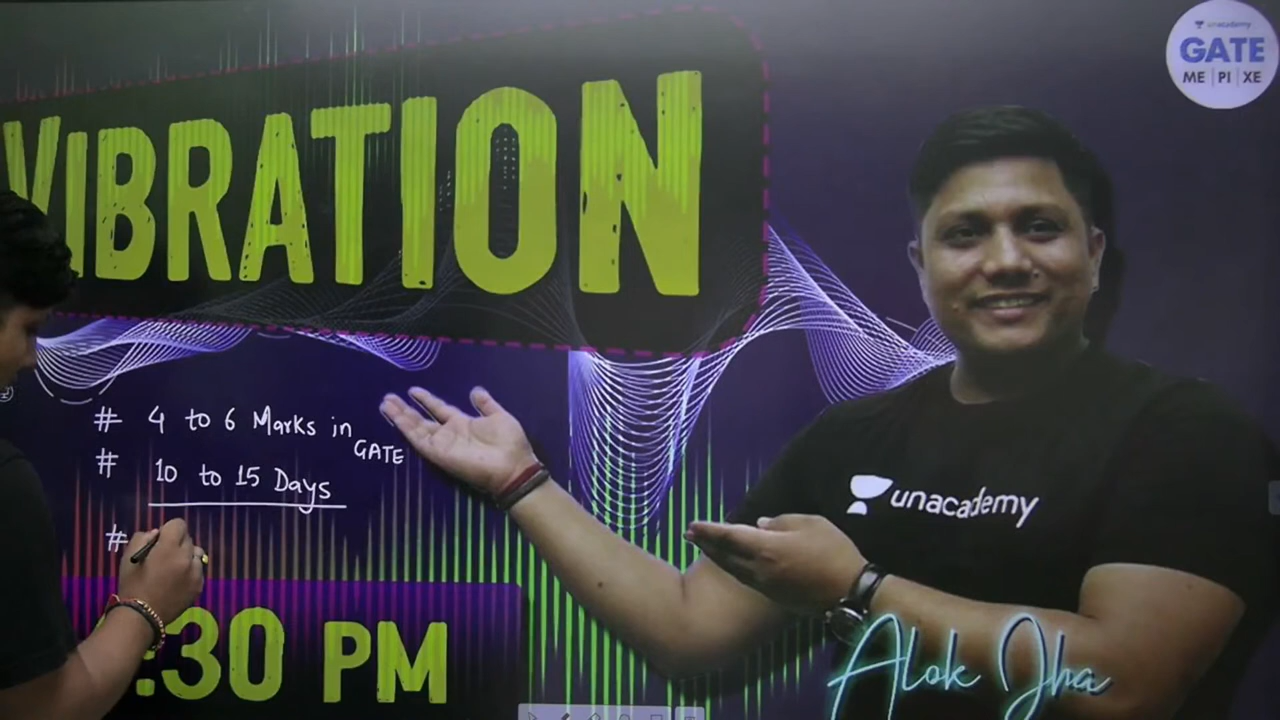 unacademy
GATE
ME | PI | XE
VIBRATION
# 4 to 6 Marks in
GATE
# 10 to 15 Days
#
unacademy
:30 PM
Alok Jha